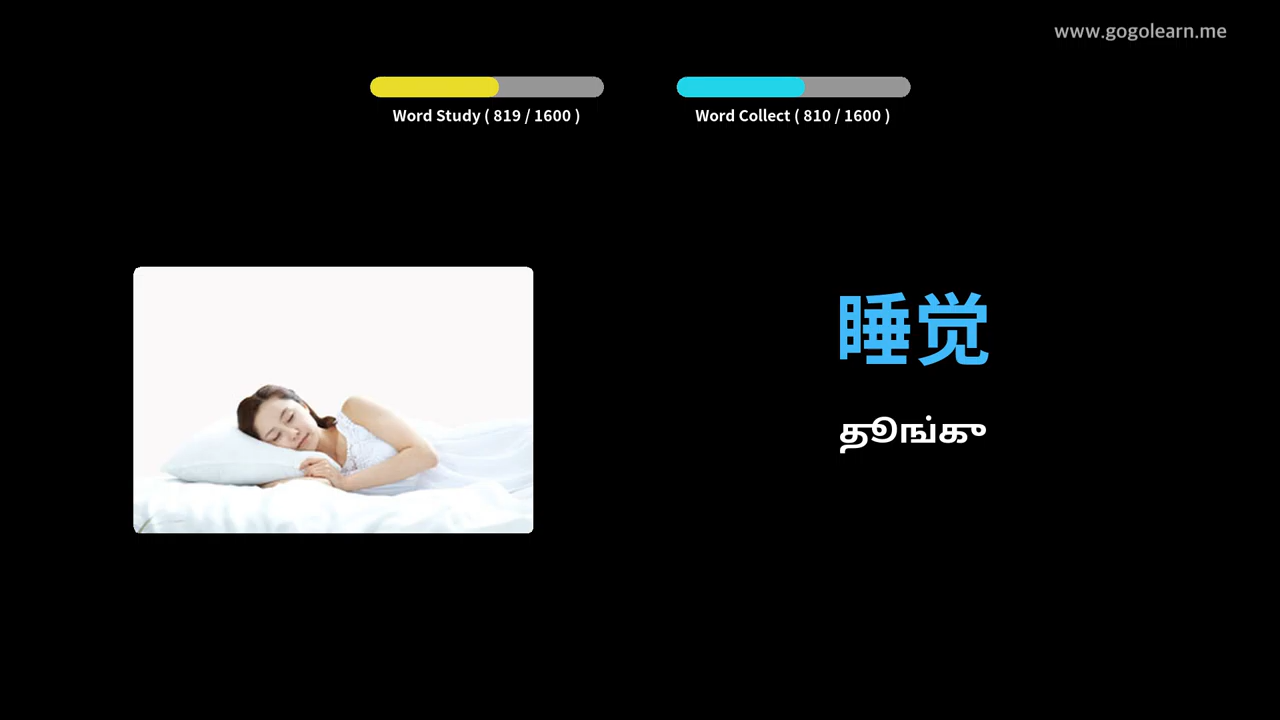 www.gogolearn.me
Word Study ( 819 / 1600 )
Word Collect ( 810 / 1600 )
睡觉
தூங்கு